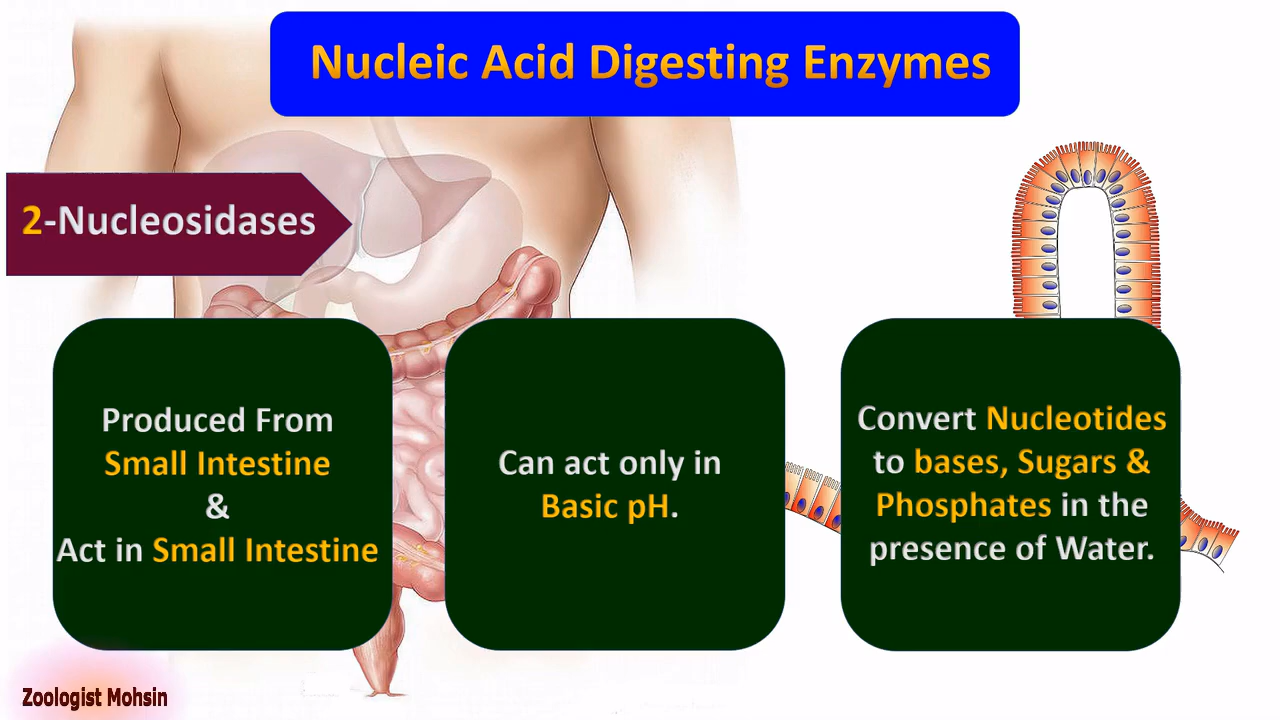 Nucleic Acid Digesting Enzymes
2-Nucleosidases
Produced From
Small Intestine
&
Act in Small Intestine
Can act only in
Basic pH.
Convert Nucleotides
to bases, Sugars &
Phosphates in the
presence of Water.
Zoologist Mohsin